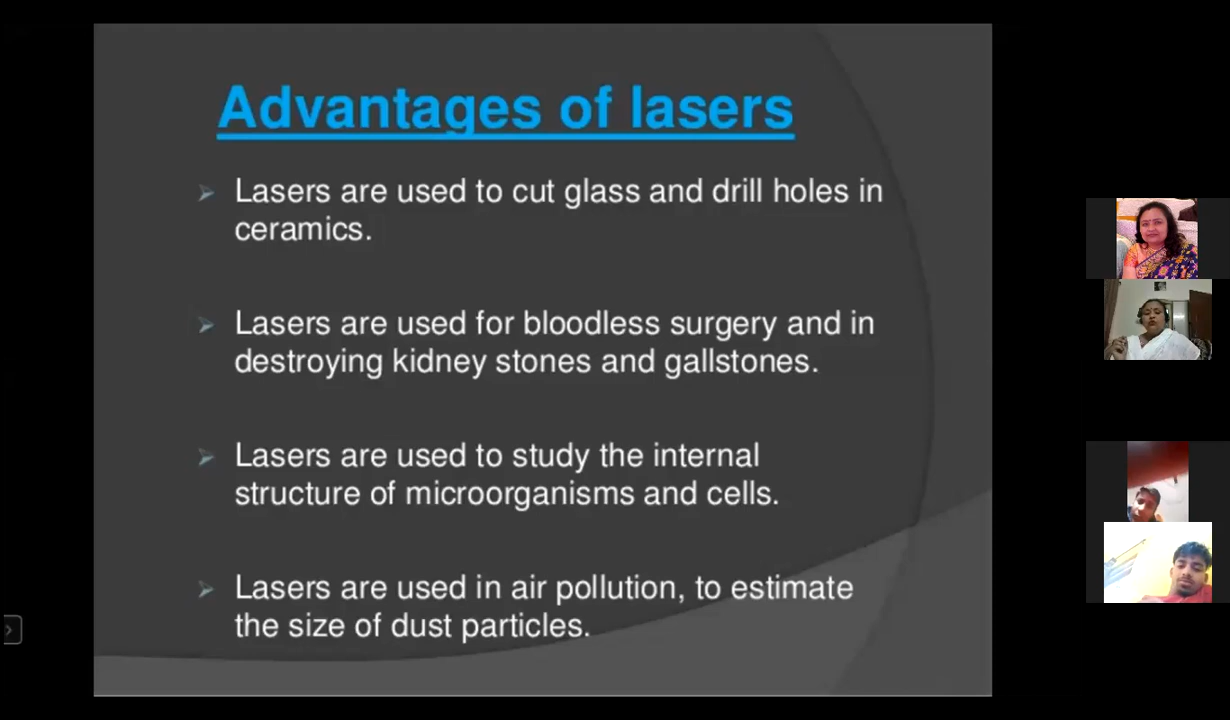 Advantages of lasers
➢ Lasers are used to cut glass and drill holes in
ceramics.
➢ Lasers are used for bloodless surgery and in
destroying kidney stones and gallstones.
➢ Lasers are used to study the internal
structure of microorganisms and cells.
➢ Lasers are used in air pollution, to estimate
the size of dust particles.